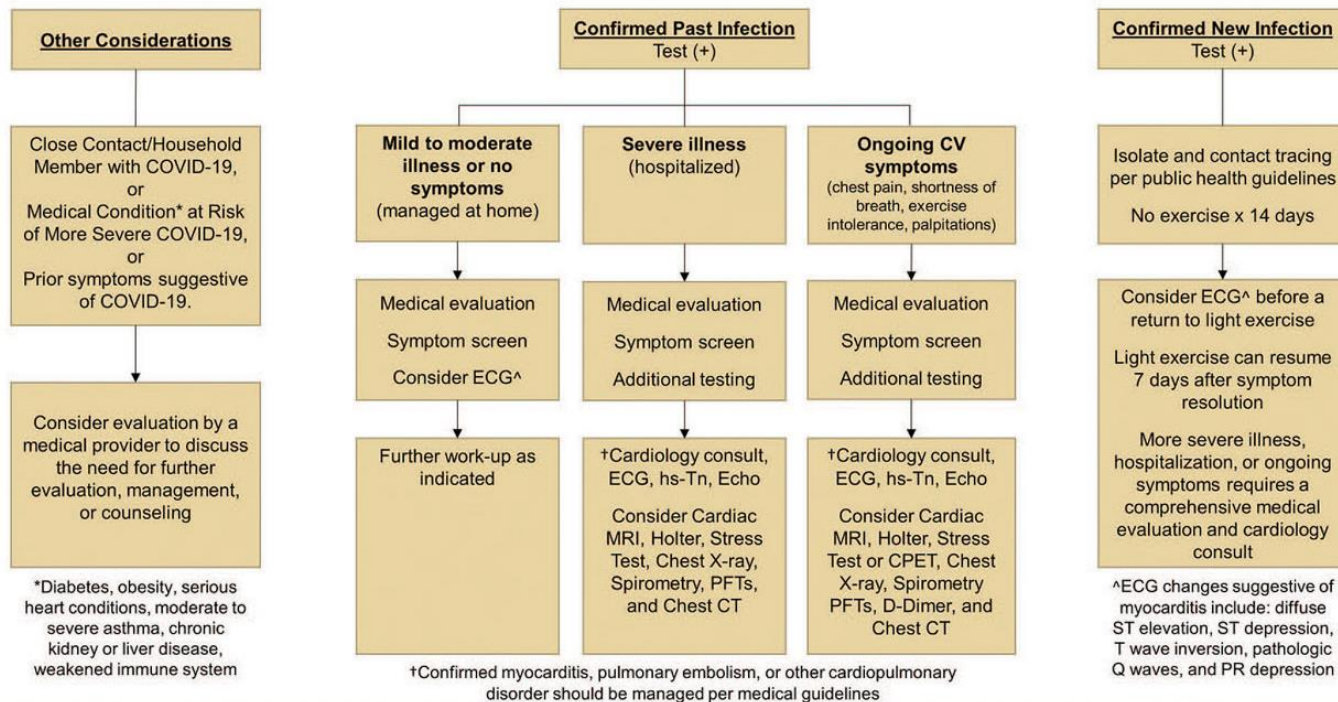 Other Considerations
Close Contact/Household
Member with COVID-19,
or
Medical Condition* at Risk
of More Severe COVID-19,
or
Prior symptoms suggestive
of COVID-19.
Consider evaluation by a
medical provider to discuss
the need for further
evaluation, management,
or counseling
*Diabetes, obesity, serious
heart conditions, moderate to
severe asthma, chronic
kidney or liver disease,
weakened immune system
Confirmed Past Infection
Test (+)
Mild to moderate
illness or no
symptoms
(managed at home)
Medical evaluation
Symptom screen
Consider ECG^
Further work-up as
indicated
Severe illness
(hospitalized)
Medical evaluation
Symptom screen
Additional testing
†Cardiology consult,
ECG, hs-Tn, Echo
Consider Cardiac
MRI, Holter, Stress
Test, Chest X-ray,
Spirometry, PFTs,
and Chest CT
Ongoing CV
symptoms
(chest pain, shortness of
breath, exercise
intolerance, palpitations)
Medical evaluation
Symptom screen
Additional testing
†Cardiology consult,
ECG, hs-Tn, Echo
Consider Cardiac
MRI, Holter, Stress
Test or CPET, Chest
X-ray, Spirometry
PFTs, D-Dimer, and
Chest CT
†Confirmed myocarditis, pulmonary embolism, or other cardiopulmonary
disorder should be managed per medical guidelines
Confirmed New Infection
Test (+)
Isolate and contact tracing
per public health guidelines
No exercise x 14 days
Consider ECG^ before a
return to light exercise
Light exercise can resume
7 days after symptom
resolution
More severe illness,
hospitalization, or ongoing
symptoms requires a
comprehensive medical
evaluation and cardiology
consult
^ECG changes suggestive of
myocarditis include: diffuse
ST elevation, ST depression,
T wave inversion, pathologic
Q waves, and PR depression